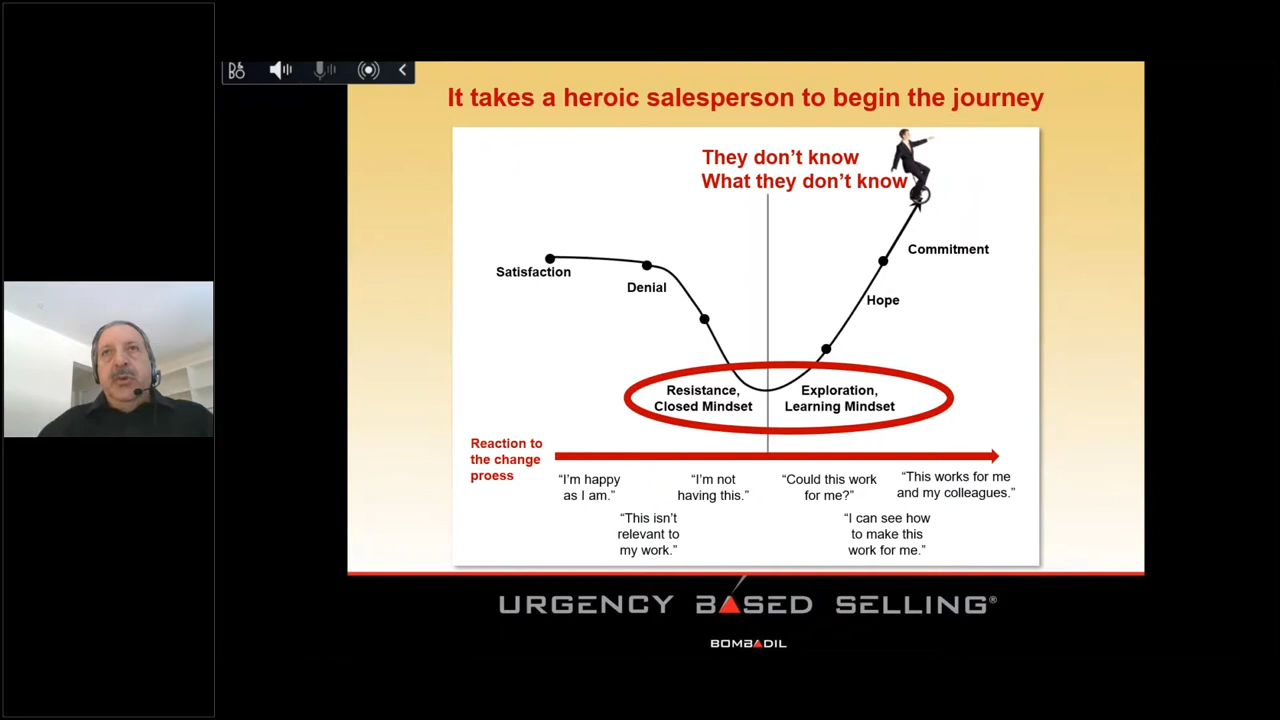 It takes a heroic salesperson to begin the journey
They don’t know
What they don’t know
Commitment
Satisfaction
Denial
Hope
Resistance,
Closed Mindset
Exploration,
Learning Mindset
Reaction to
the change
proess
“I’m happy
as I am.”
“I’m not
having this.”
“Could this work
for me?”
“This works for me
and my colleagues.”
“This isn’t
relevant to
my work.”
“I can see how
to make this
work for me.”
URGENCY BASED SELLING®
BOMBADIL